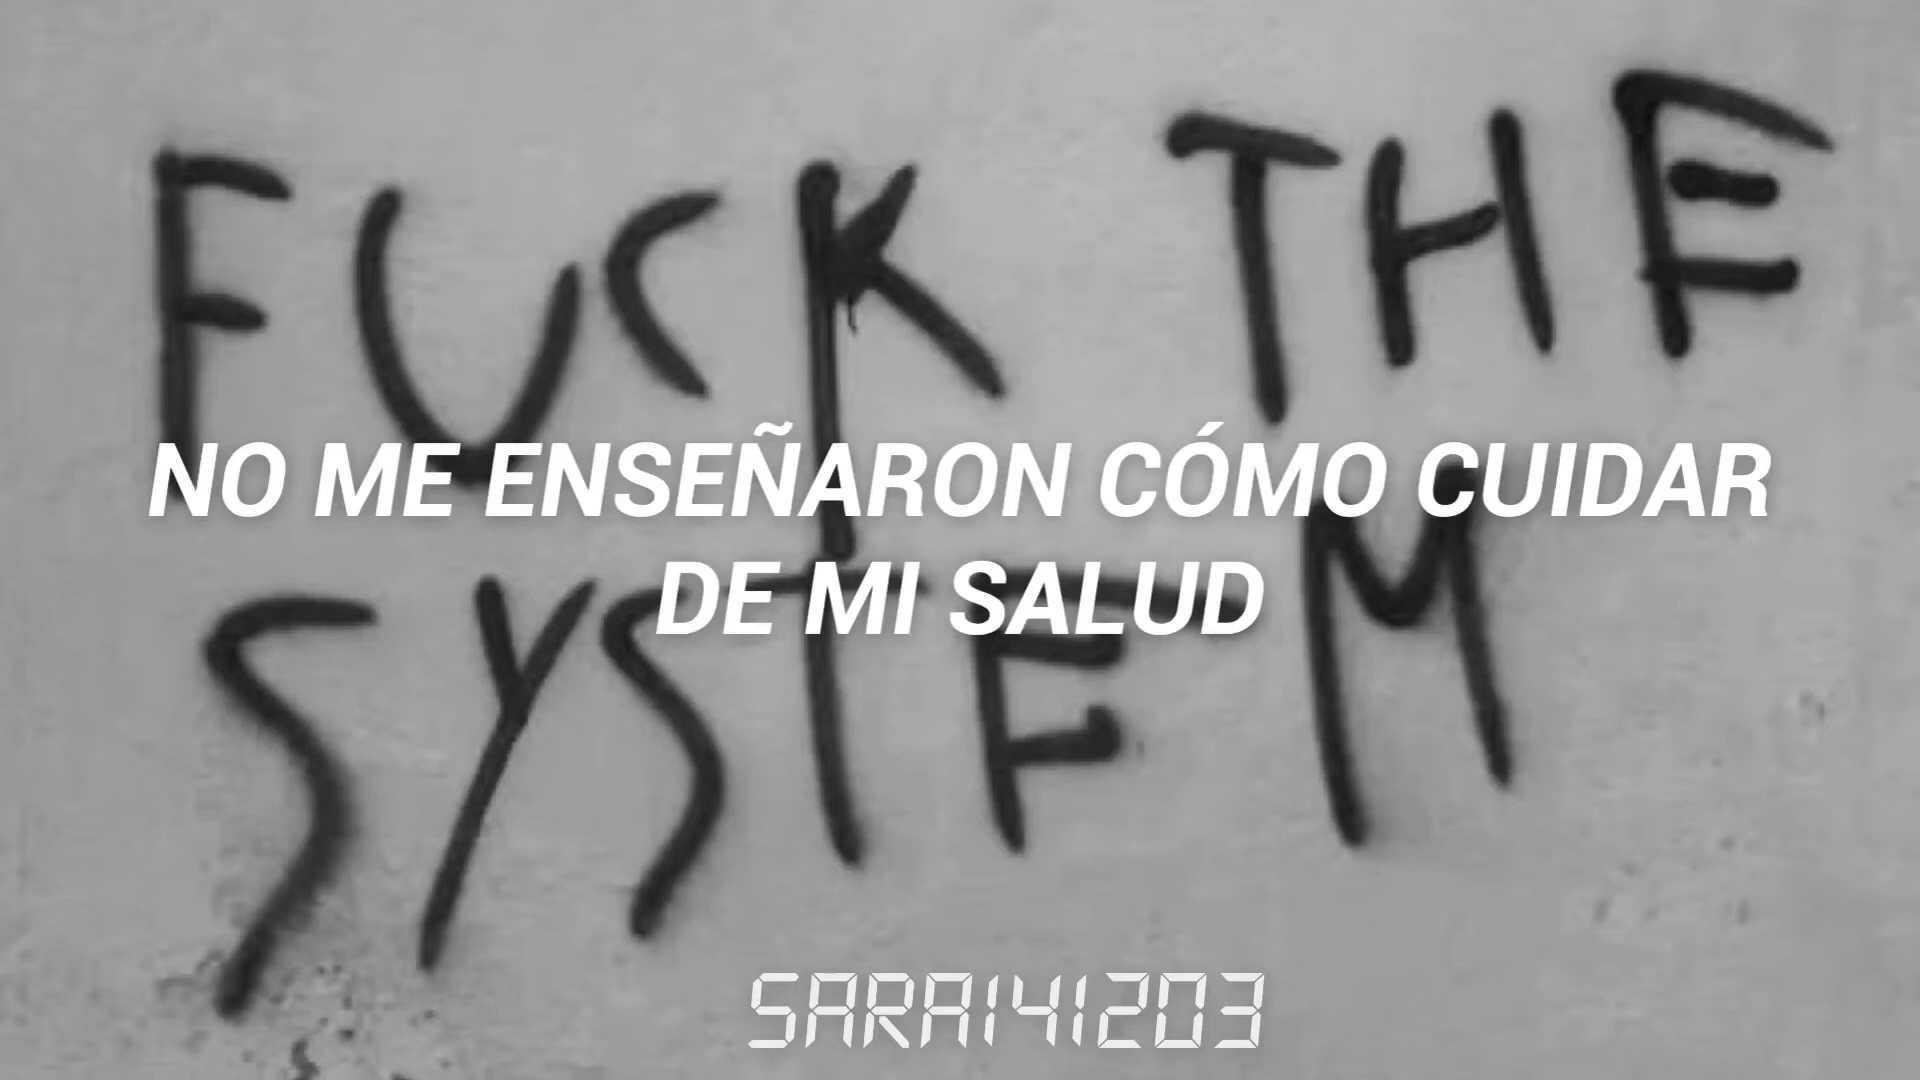 FUCK THE
NO ME ENSEÑARON CÓMO CUIDAR
DE MI SALUD
SYSTEM
SARA141203